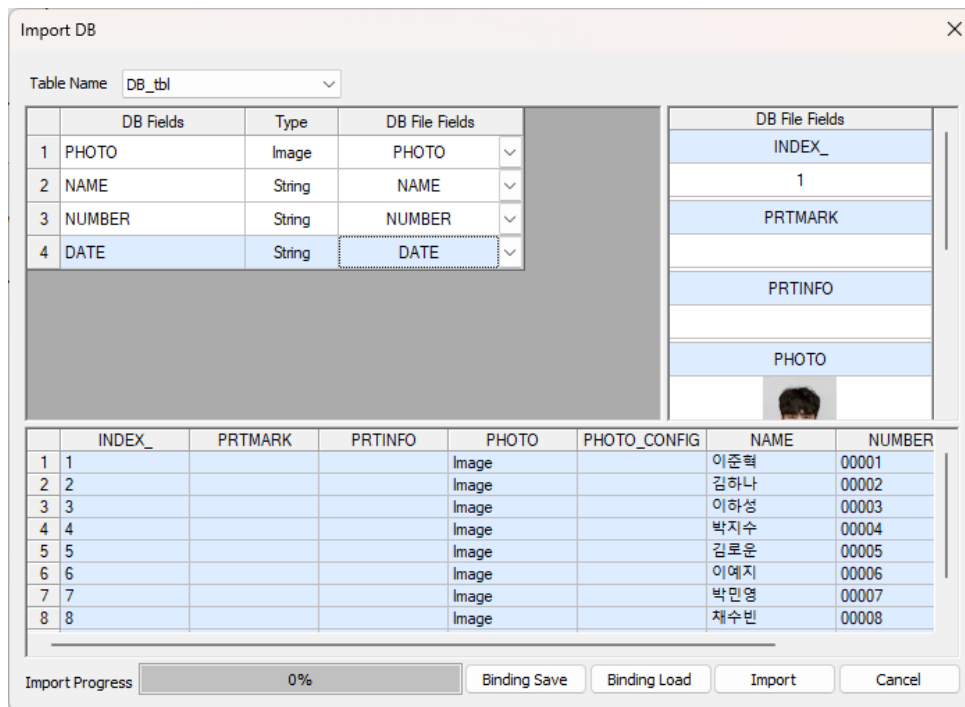 Import DB
Table Name DB_tbl
DB Fields Type DB File Fields
1 PHOTO Image PHOTO
2 NAME String NAME
3 NUMBER String NUMBER
4 DATE String DATE
DB File Fields
INDEX_
1
PRTMARK
PRTINFO
PHOTO
INDEX_ PRTMARK PRTINFO PHOTO PHOTO_CONFIG NAME NUMBER
1 1 Image 이준혁 00001
2 2 Image 김하나 00002
3 3 Image 이하성 00003
4 4 Image 박지수 00004
5 5 Image 김로운 00005
6 6 Image 이예지 00006
7 7 Image 박민영 00007
8 8 Image 채수빈 00008
Import Progress 0% Binding Save Binding Load Import Cancel